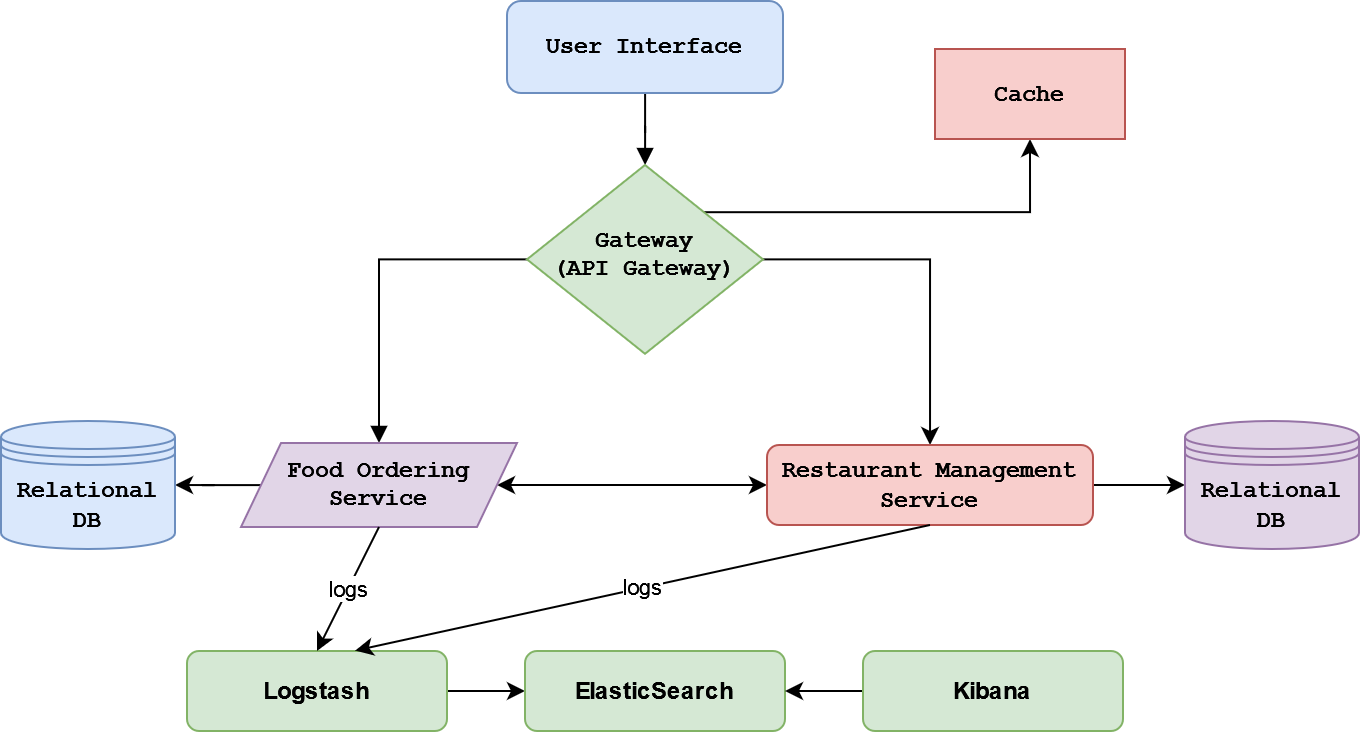 User Interface
Cache
Gateway
(API Gateway)
Relational
DB
Food Ordering
Service
Restaurant Management
Service
Relational
DB
logs
logs
Logstash
ElasticSearch
Kibana